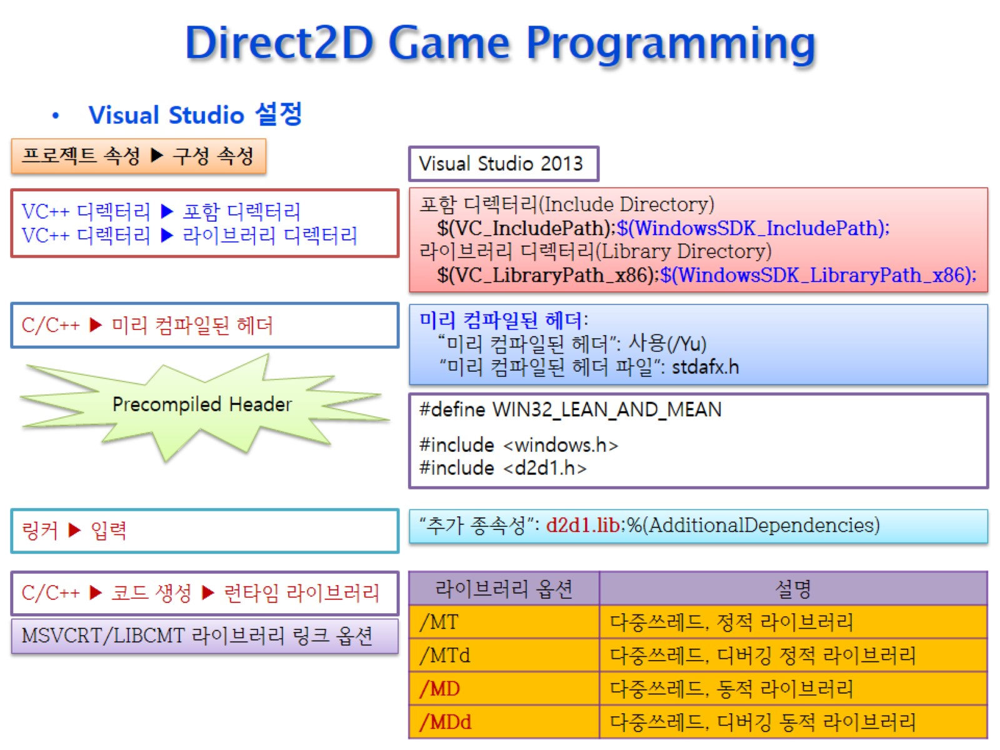 Direct2D Game Programming
• Visual Studio 설정
프로젝트 속성 ▶ 구성 속성
Visual Studio 2013
VC++ 디렉터리 ▶ 포함 디렉터리
VC++ 디렉터리 ▶ 라이브러리 디렉터리
포함 디렉터리(Include Directory)
$(VC_IncludePath);$(WindowsSDK_IncludePath);
라이브러리 디렉터리(Library Directory)
$(VC_LibraryPath_x86);$(WindowsSDK_LibraryPath_x86);
C/C++ ▶ 미리 컴파일된 헤더
미리 컴파일된 헤더:
“미리 컴파일된 헤더”: 사용(/Yu)
“미리 컴파일된 헤더 파일”: stdafx.h
Precompiled Header
#define WIN32_LEAN_AND_MEAN
#include <windows.h>
#include <d2d1.h>
링커 ▶ 입력
“추가 종속성”: d2d1.lib;%(AdditionalDependencies)
C/C++ ▶ 코드 생성 ▶ 런타임 라이브러리
MSVCRT/LIBCMT 라이브러리 링크 옵션
라이브러리 옵션 설명
/MT 다중쓰레드, 정적 라이브러리
/MTd 다중쓰레드, 디버깅 정적 라이브러리
/MD 다중쓰레드, 동적 라이브러리
/MDd 다중쓰레드, 디버깅 동적 라이브러리